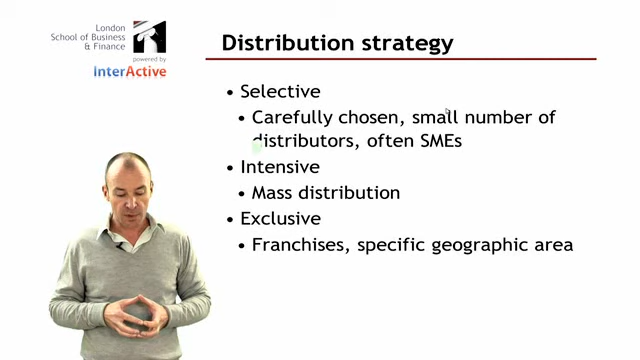 London
School of Business
& Finance
powered by
InterActive
Distribution strategy
• Selective
• Carefully chosen, small number of
distributors, often SMEs
• Intensive
• Mass distribution
• Exclusive
• Franchises, specific geographic area